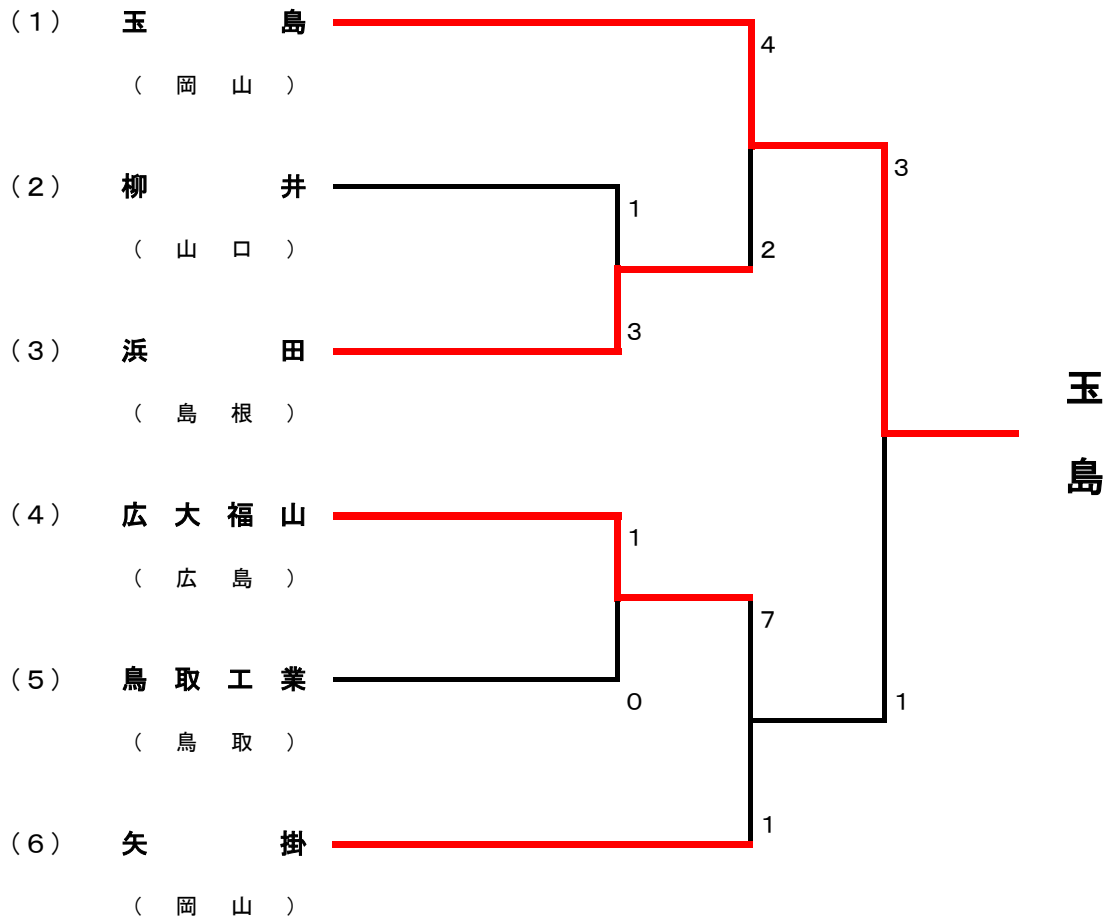 （1） 玉島 4
（岡山）
3
（2） 柳井 1
（山口） 2
（3） 浜田 3
（島根）
玉島
（4） 広大福山 1
（広島） 7
（5） 鳥取工業 0 1
（鳥取）
（6） 矢掛 1
（岡山）